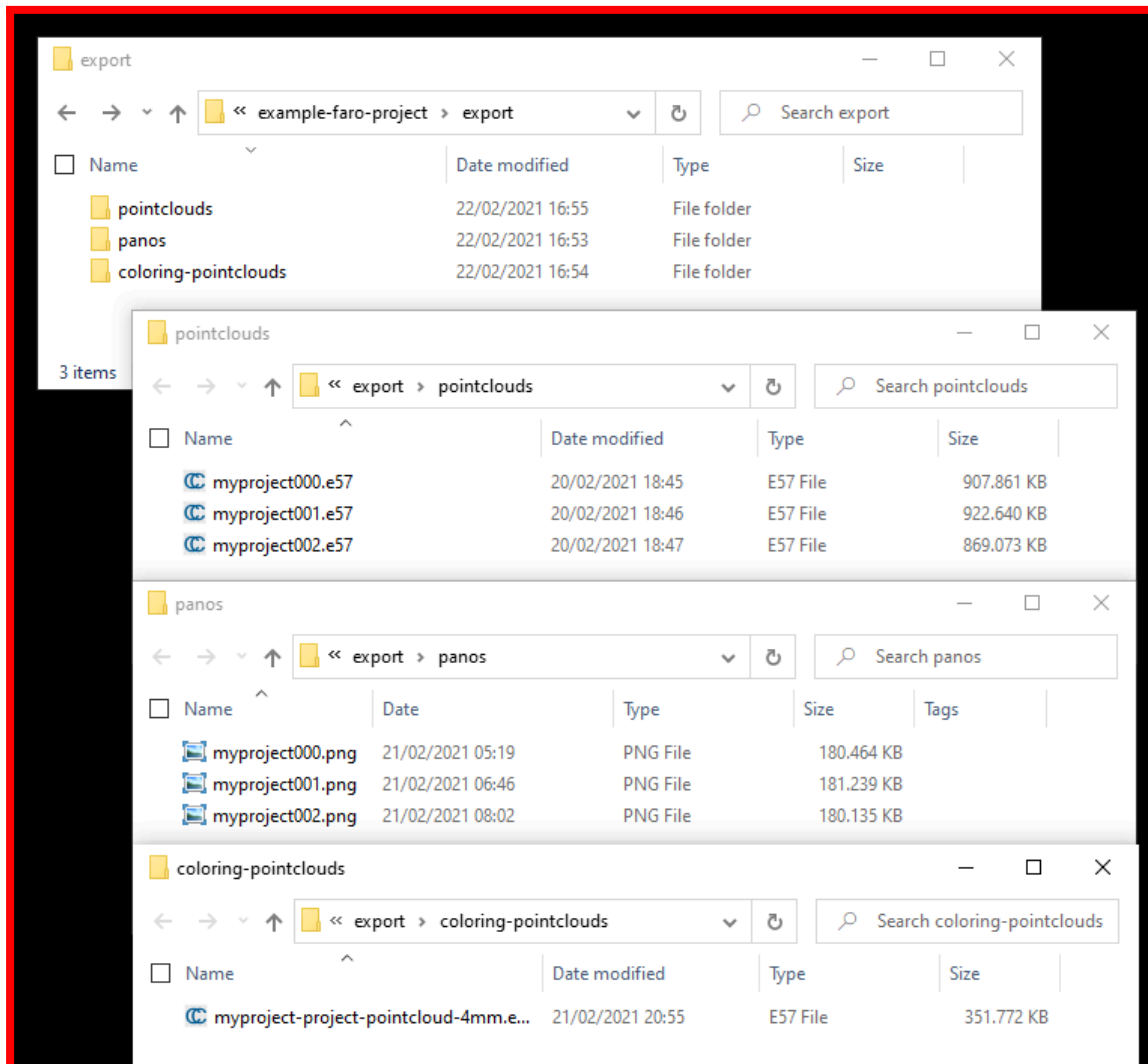 export
« example-faro-project › export Search export
Name Date modified Type Size
pointclouds 22/02/2021 16:55 File folder
panos 22/02/2021 16:53 File folder
coloring-pointclouds 22/02/2021 16:54 File folder
3 items
pointclouds
« export › pointclouds Search pointclouds
Name Date modified Type Size
myproject000.e57 20/02/2021 18:45 E57 File 907.861 KB
myproject001.e57 20/02/2021 18:46 E57 File 922.640 KB
myproject002.e57 20/02/2021 18:47 E57 File 869.073 KB
panos
« export › panos Search panos
Name Date Type Size Tags
myproject000.png 21/02/2021 05:19 PNG File 180.464 KB
myproject001.png 21/02/2021 06:46 PNG File 181.239 KB
myproject002.png 21/02/2021 08:02 PNG File 180.135 KB
coloring-pointclouds
« export › coloring-pointclouds Search coloring-pointclouds
Name Date modified Type Size
myproject-project-pointcloud-4mm.e... 21/02/2021 20:55 E57 File 351.772 KB